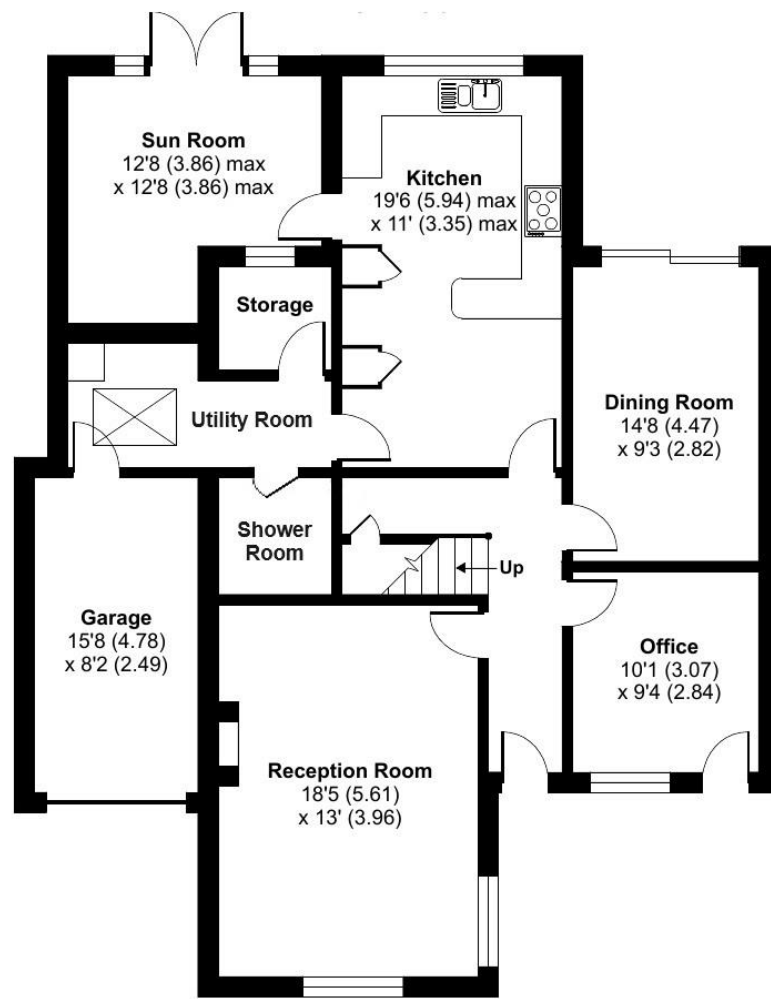 Sun Room
12'8 (3.86) max
x 12'8 (3.86) max
Kitchen
19'6 (5.94) max
x 11' (3.35) max
Storage
Utility Room
Dining Room
14'8 (4.47)
x 9'3 (2.82)
Shower
Room
Up
Garage
15'8 (4.78)
x 8'2 (2.49)
Office
10'1 (3.07)
x 9'4 (2.84)
Reception Room
18'5 (5.61)
x 13' (3.96)